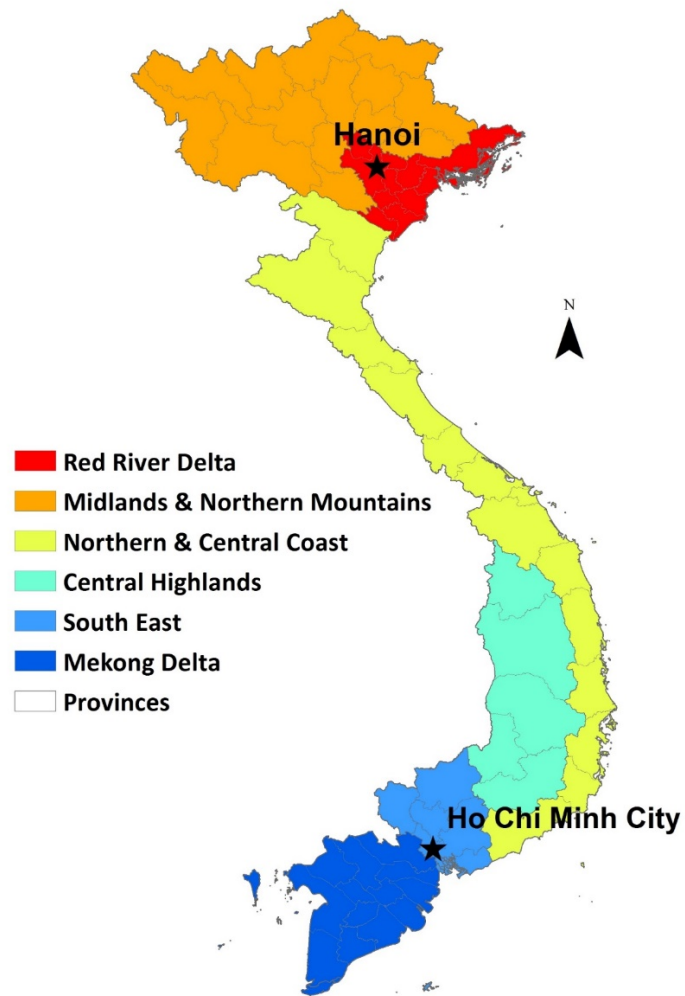 Hanoi
N
Red River Delta
Midlands & Northern Mountains
Northern & Central Coast
Central Highlands
South East
Mekong Delta
Provinces
Ho Chi Minh City